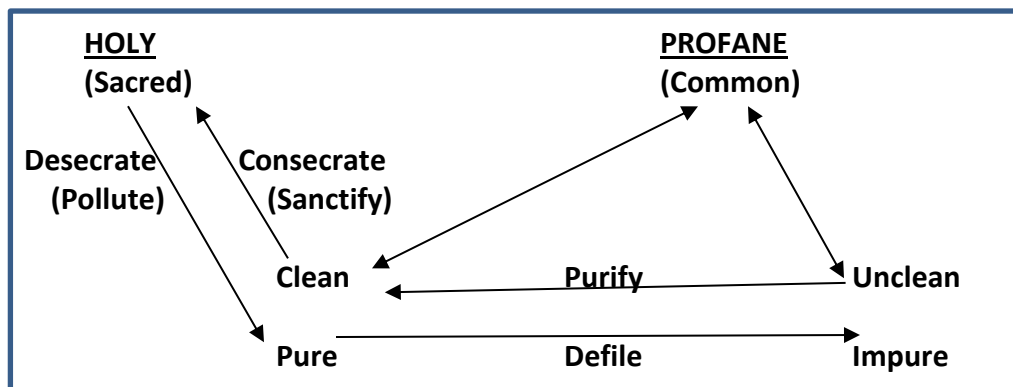 HOLY PROFANE
(Sacred) (Common)
Desecrate Consecrate
(Pollute) (Sanctify)
Clean Purify Unclean
Pure Defile Impure